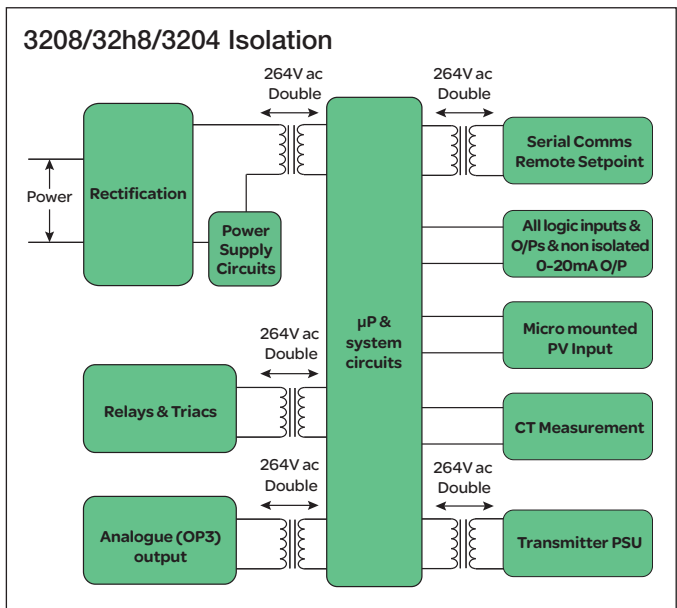 3208/32h8/3204 Isolation
264V ac
Double
264V ac
Double
Power
Rectification
Power
Supply
Circuits
µP &
system
circuits
Serial Comms
Remote Setpoint
All logic inputs &
O/Ps & non isolated
0-20mA O/P
Micro mounted
PV Input
264V ac
Double
Relays & Triacs
CT Measurement
264V ac
Double
264V ac
Double
Analogue (OP3)
output
Transmitter PSU